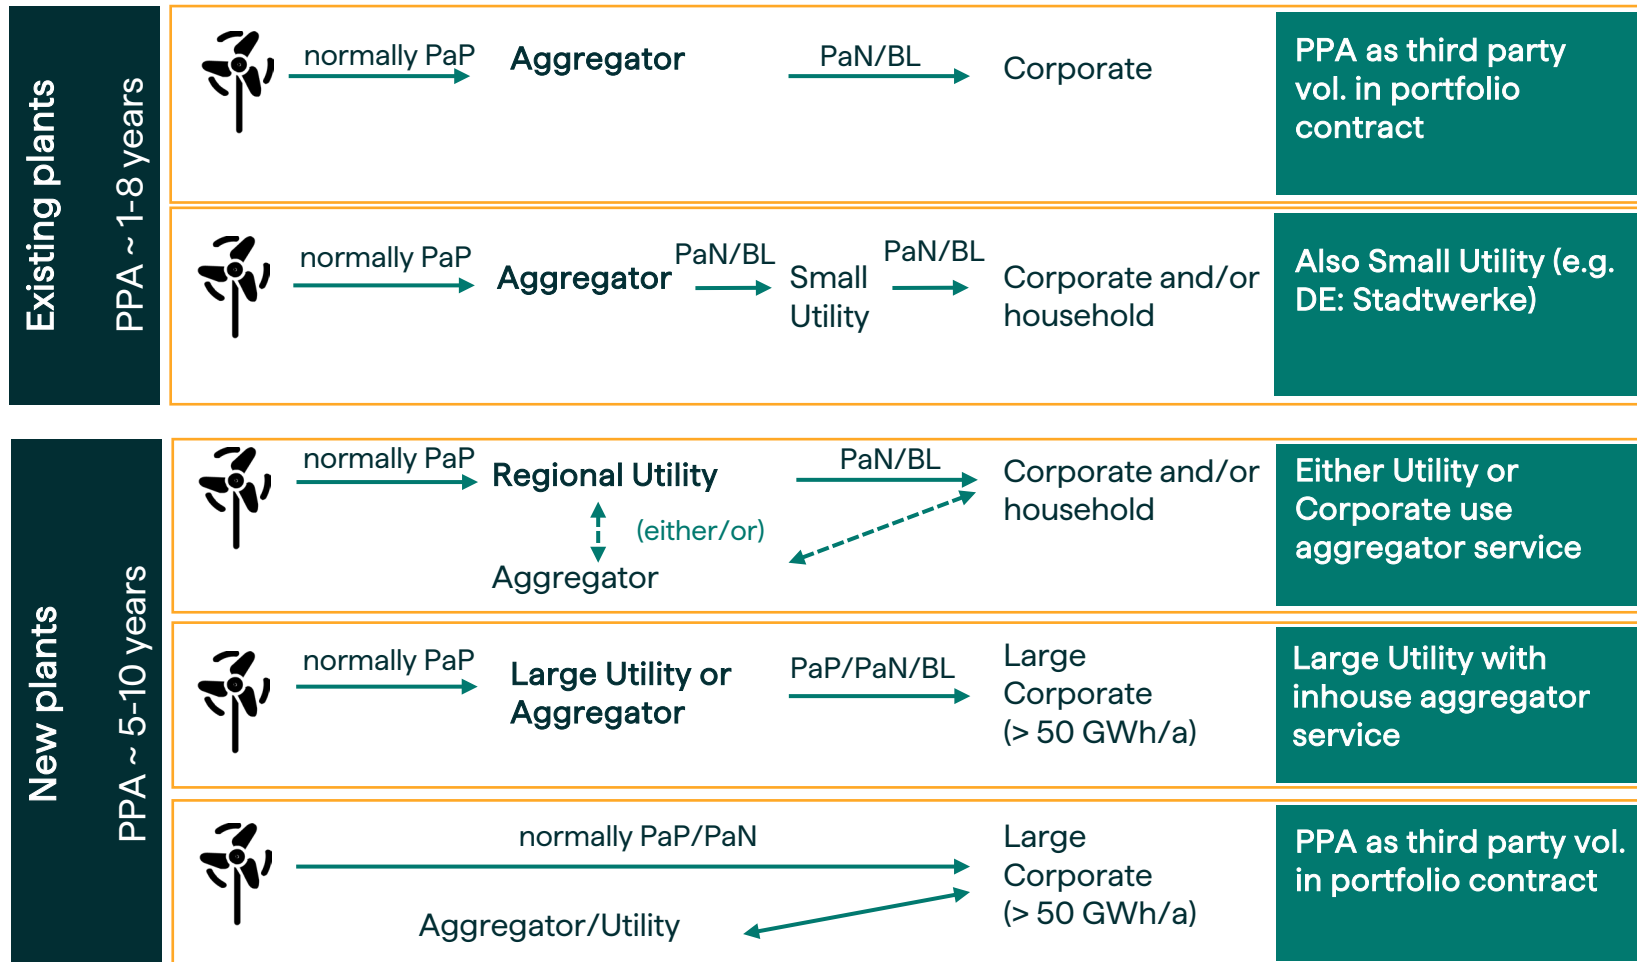 Existing plants
PPA ~ 1-8 years
normally PaP
Aggregator
PaN/BL
Corporate
PPA as third party
vol. in portfolio
contract
normally PaP
Aggregator
PaN/BL
Small
Utility
PaN/BL
Corporate and/or
household
Also Small Utility (e.g.
DE: Stadtwerke)
New plants
PPA ~ 5-10 years
normally PaP
Regional Utility
(either/or)
Aggregator
PaN/BL
Corporate and/or
household
Either Utility or
Corporate use
aggregator service
normally PaP
Large Utility or
Aggregator
PaP/PaN/BL
Large
Corporate
(> 50 GWh/a)
Large Utility with
inhouse aggregator
service
normally PaP/PaN
Aggregator/Utility
Large
Corporate
(> 50 GWh/a)
PPA as third party vol.
in portfolio contract